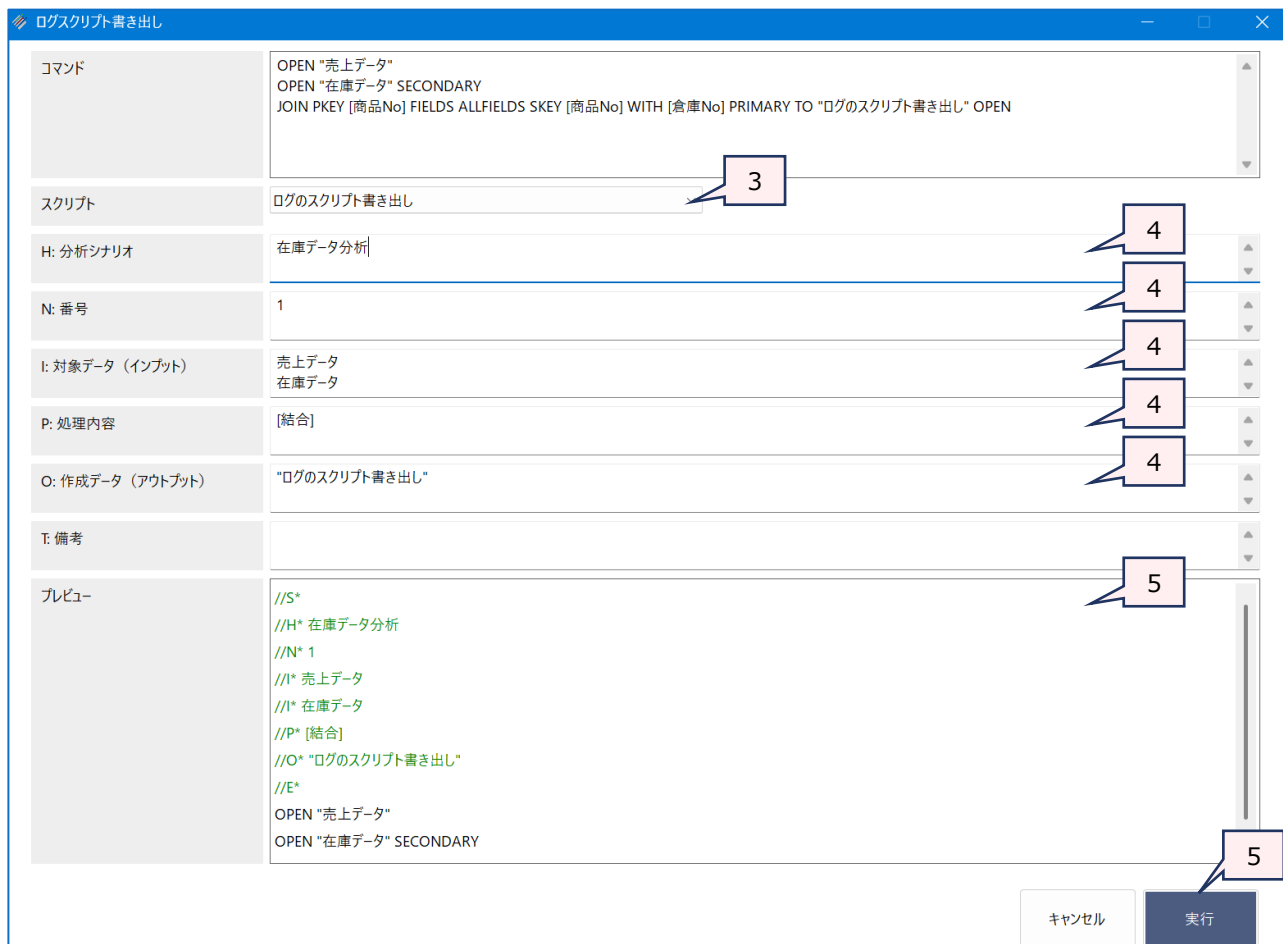 ログスクリプト書き出し
コマンド
OPEN "売上データ"
OPEN "在庫データ" SECONDARY
JOIN PKEY [商品No] FIELDS ALLFIELDS SKEY [商品No] WITH [倉庫No] PRIMARY TO "ログのスクリプト書き出し" OPEN
3
スクリプト
ログのスクリプト書き出し
4
H: 分析シナリオ
在庫データ分析
4
N: 番号
1
4
I: 対象データ（インプット）
売上データ
在庫データ
4
P: 処理内容
[結合]
4
O: 作成データ（アウトプット）
"ログのスクリプト書き出し"
T: 備考
5
プレビュー
//S*
//H* 在庫データ分析
//N* 1
//I* 売上データ
//I* 在庫データ
//P* [結合]
//O* "ログのスクリプト書き出し"
//E*
OPEN "売上データ"
OPEN "在庫データ" SECONDARY
5
キャンセル
実行